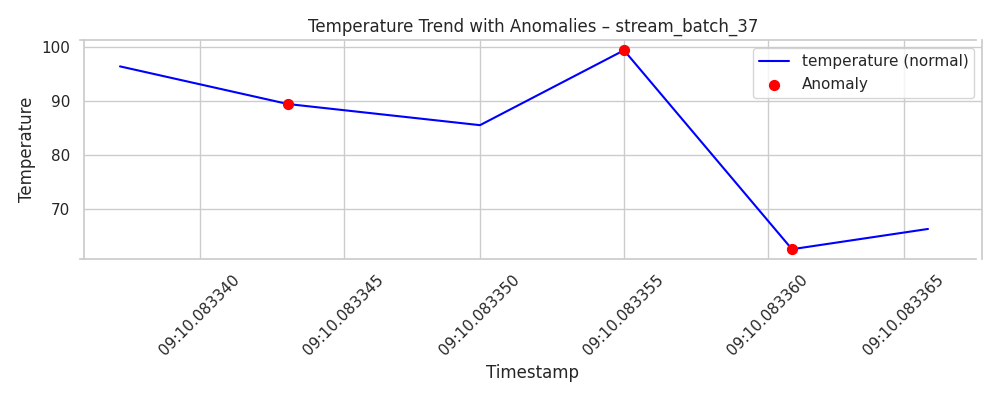 Temperature Trend with Anomalies – stream_batch_37
Temperature
100
90
80
70
temperature (normal)
Anomaly
09:10.083340
09:10.083345
09:10.083350
09:10.083355
09:10.083360
09:10.083365
Timestamp